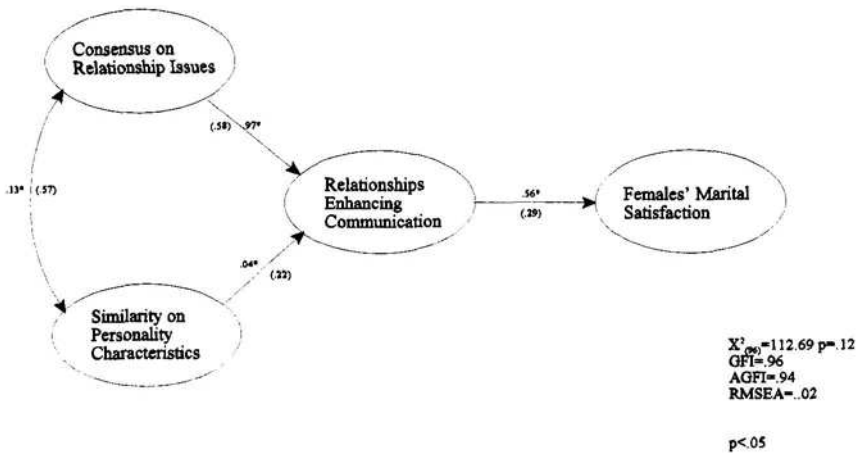 Consensus on
Relationship Issues
(.58) .97*
.13* (.57)
Relationships
Enhancing
Communication
.56*
(.29)
Females' Marital
Satisfaction
.04*
(.22)
Similarity on
Personality
Characteristics
X²(96)=112.69 p=.12
GFI=.96
AGFI=.94
RMSEA=..02
p<.05